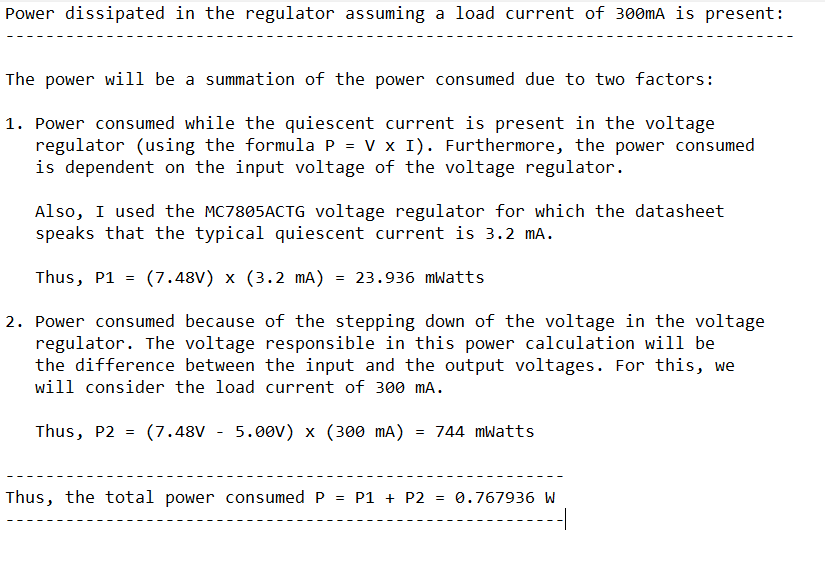 Power dissipated in the regulator assuming a load current of 300mA is present:
-------------------------------------------------------------------------------
The power will be a summation of the power consumed due to two factors:
1. Power consumed while the quiescent current is present in the voltage
regulator (using the formula P = V x I). Furthermore, the power consumed
is dependent on the input voltage of the voltage regulator.
Also, I used the MC7805ACTG voltage regulator for which the datasheet
speaks that the typical quiescent current is 3.2 mA.
Thus, P1 = (7.48V) x (3.2 mA) = 23.936 mWatts
2. Power consumed because of the stepping down of the voltage in the voltage
regulator. The voltage responsible in this power calculation will be
the difference between the input and the output voltages. For this, we
will consider the load current of 300 mA.
Thus, P2 = (7.48V - 5.00V) x (300 mA) = 744 mWatts
--------------------------------------------------------
Thus, the total power consumed P = P1 + P2 = 0.767936 W
--------------------------------------------------------